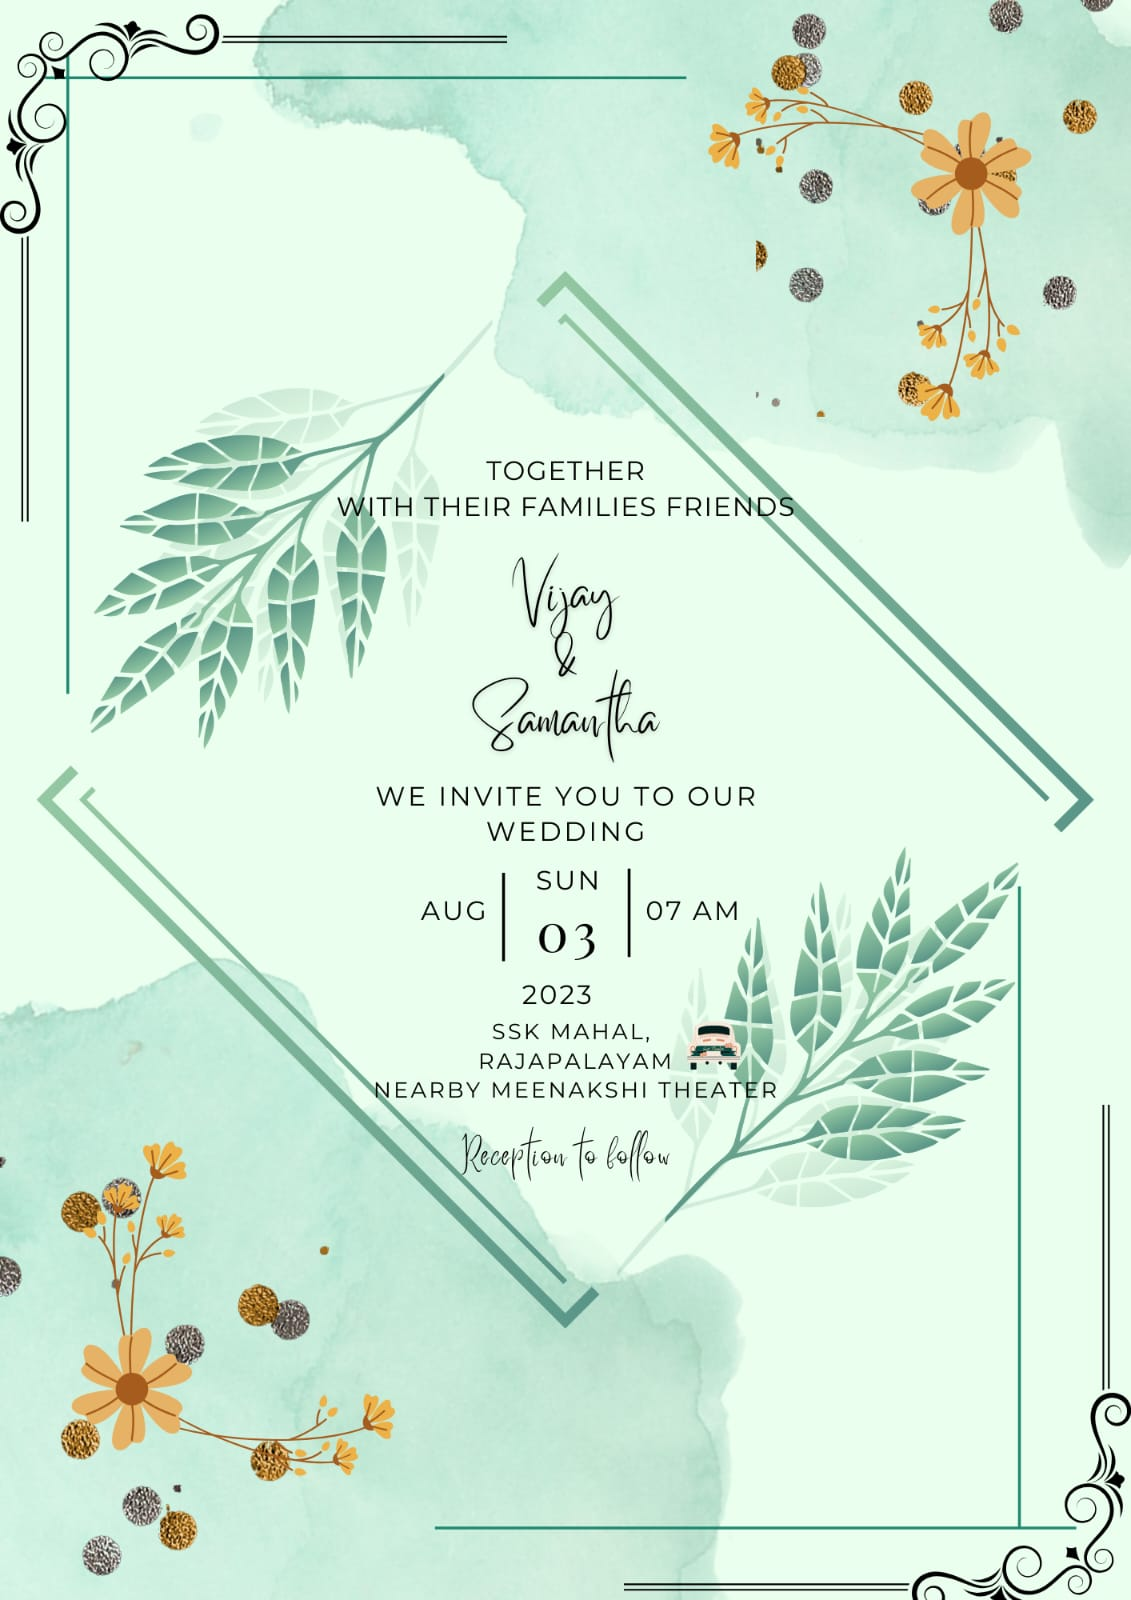 TOGETHER
WITH THEIR FAMILIES FRIENDS
Vijay
&
Samantha
WE INVITE YOU TO OUR
WEDDING
AUG
SUN
03
07 AM
2023
SSK MAHAL,
RAJAPALAYAM
NEARBY MEENAKSHI THEATER
Reception to follow